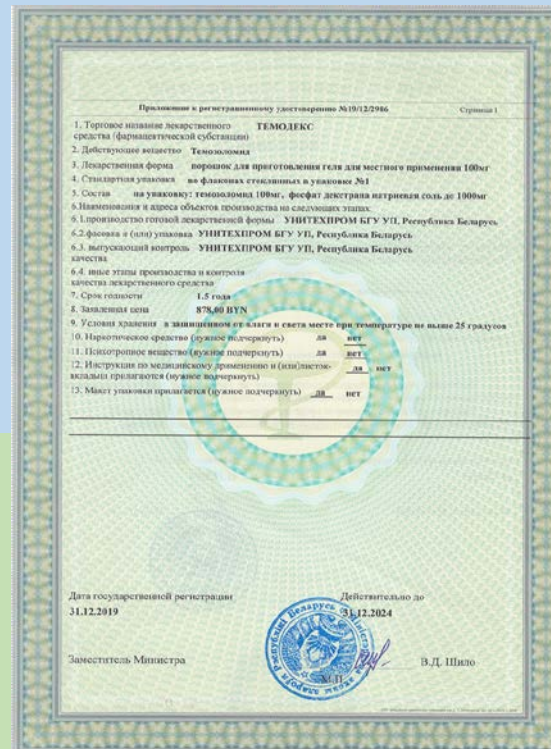 Приложение к регистрационному удостоверению №19/12/2986 Страница 1
1. Торговое название лекарственного ТЕМОДЕКС
средства (фармацевтической субстанции)
2. Действующее вещество Темозоломид
3. Лекарственная форма порошок для приготовления геля для местного применения 100мг
4. Стандартная упаковка во флаконах стеклянных в упаковке №1
5. Состав на упаковку: темозоломид 100мг, фосфат декстрана натриевая соль до 1000мг
6.Наименования и адреса объектов производства на следующих этапах
6.1.производство готовой лекарственной формы УНИТЕХПРОМ БГУ УП, Республика Беларусь
6.2.фасовка и (или) упаковка УНИТЕХПРОМ БГУ УП, Республика Беларусь
6.3. выпускающий контроль УНИТЕХПРОМ БГУ УП, Республика Беларусь
качества
6.4. иные этапы производства и контроля
качества лекарственного средства
7. Срок годности 1.5 года
8. Заявленная цена 878,00 BYN
9. Условия хранения в защищенном от влаги и света месте при температуре не выше 25 градусов
10. Наркотическое средство (нужное подчеркнуть) да нет
11. Психотропное вещество (нужное подчеркнуть) да нет
12. Инструкция по медицинскому применению и (или)листок- да нет
вкладыш прилагаются (нужное подчеркнуть)
13. Макет упаковки прилагается (нужное подчеркнуть) да нет
Дата государственной регистрации Действительно до
31.12.2019 31.12.2024
Заместитель Министра М.П. В.Д. Шило